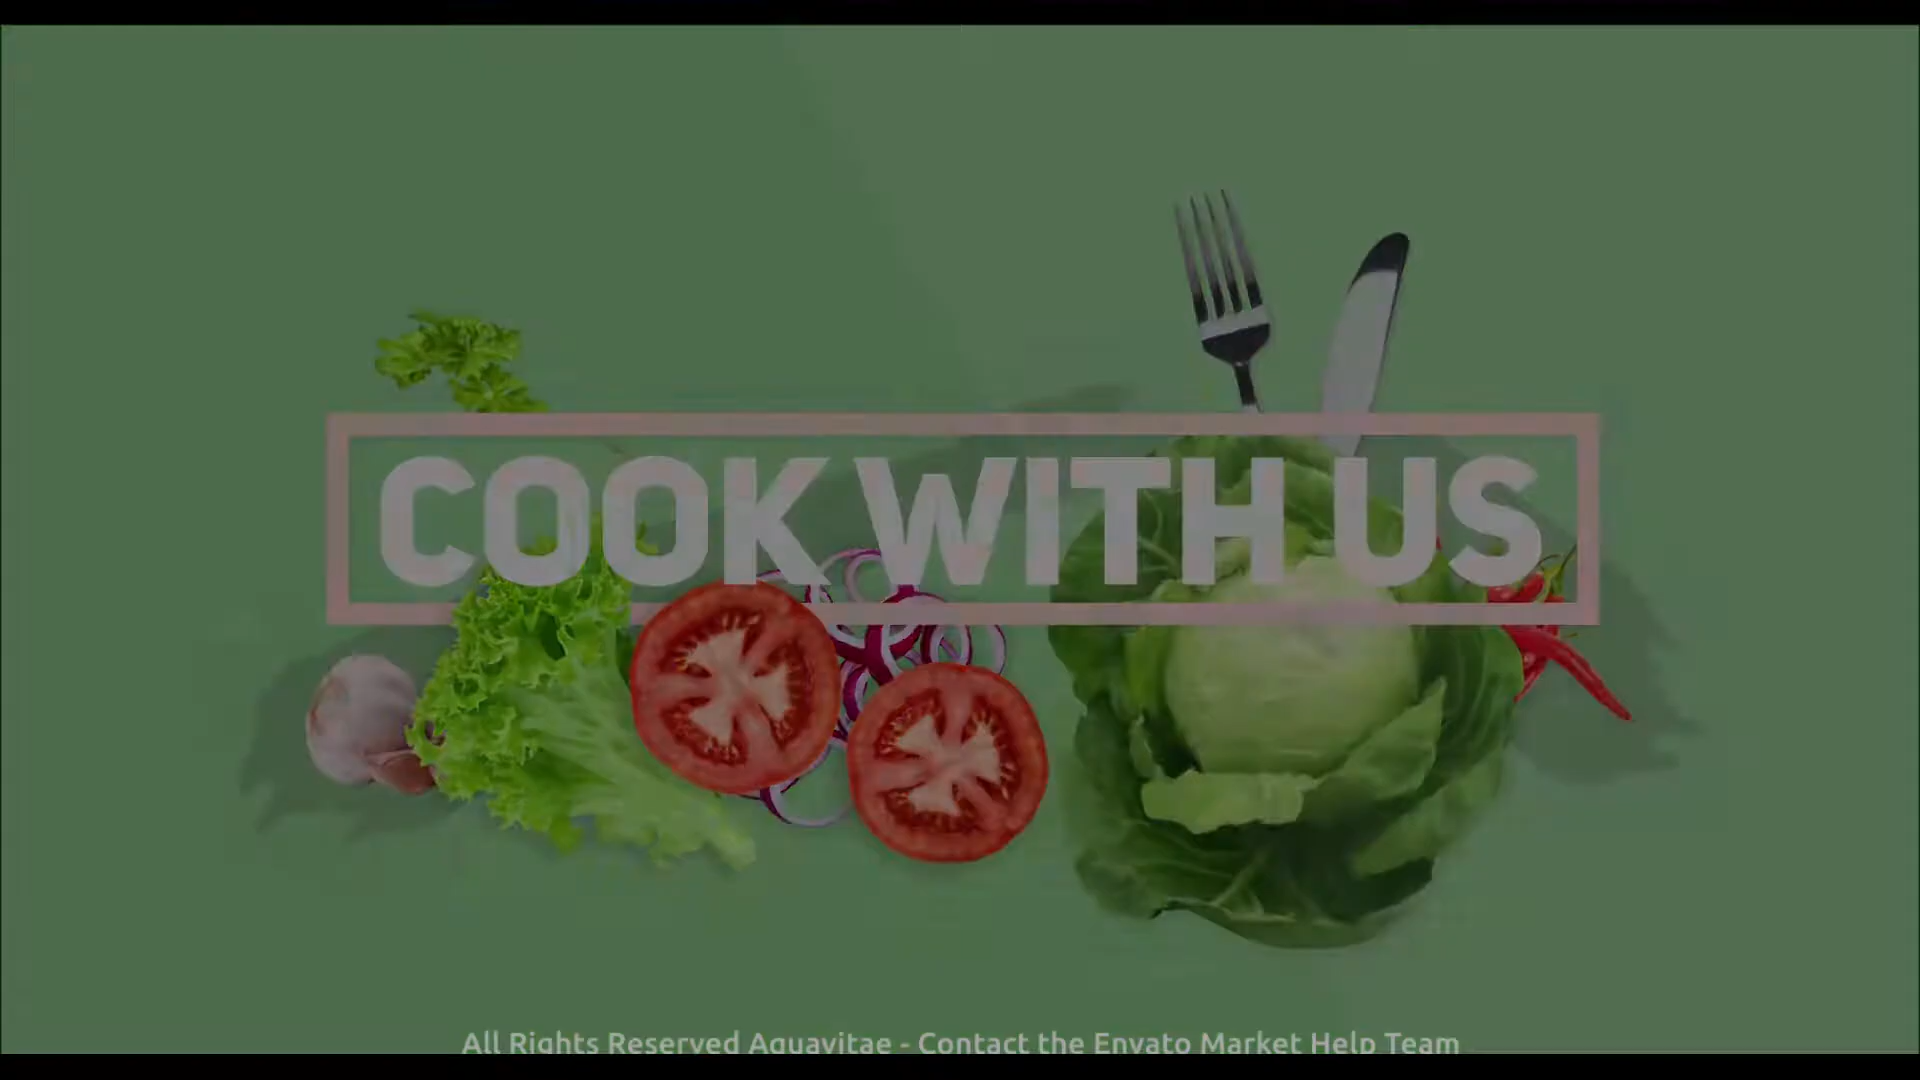 COOK WITH US
All Rights Reserved Aquavitae - Contact the Envato Market Help Team